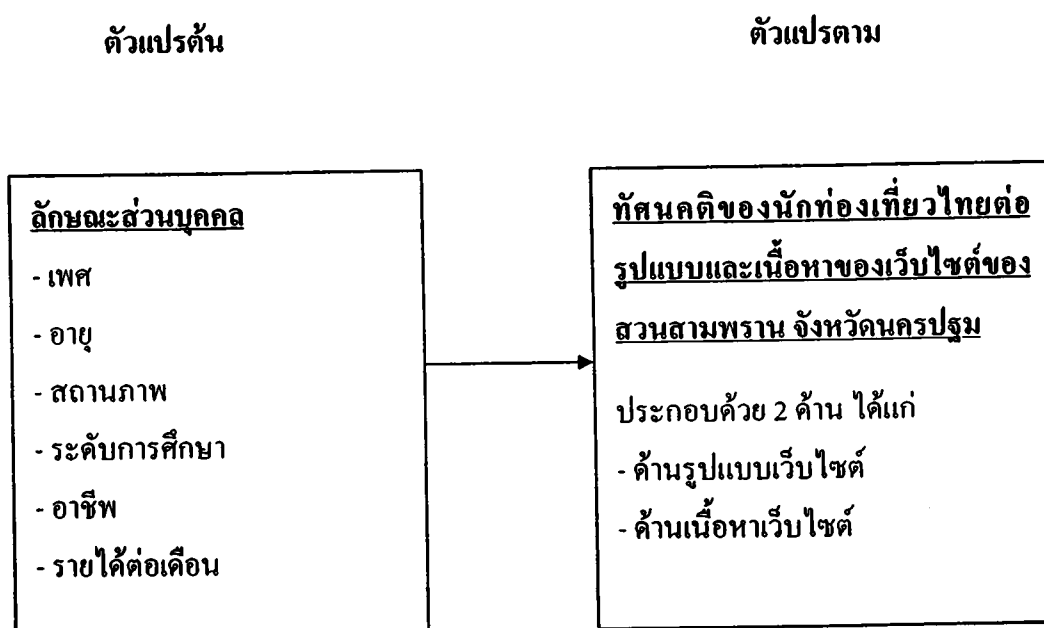 ตัวแปรต้น
ตัวแปรตาม
ลักษณะส่วนบุคคล
- เพศ
- อายุ
- สถานภาพ
- ระดับการศึกษา
- อาชีพ
- รายได้ต่อเดือน
ทัศนคติของนักท่องเที่ยวไทยต่อ
รูปแบบและเนื้อหาของเว็บไซต์ของ
สวนสามพราน จังหวัดนครปฐม
ประกอบด้วย 2 ด้าน ได้แก่
- ด้านรูปแบบเว็บไซต์
- ด้านเนื้อหาเว็บไซต์